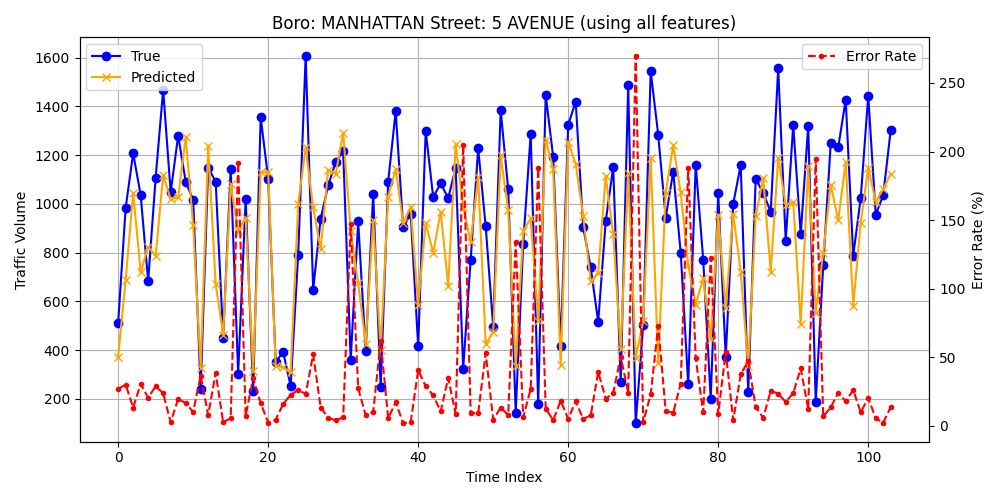 Boro: MANHATTAN Street: 5 AVENUE (using all features)
True
Predicted
Error Rate
1600
1400
1200
1000
800
600
400
200
250
200
150
100
50
0
0 20 40 60 80 100
Traffic Volume
Error Rate (%)
Time Index